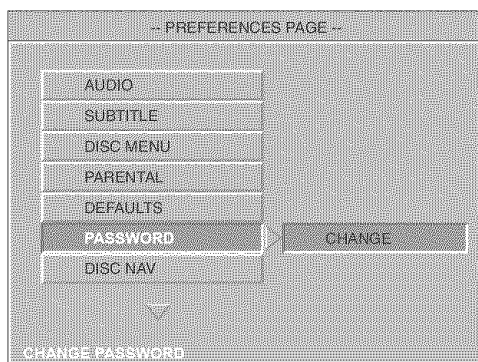 -- PREFERENCES PAGE --
AUDIO
SUBTITLE
DISC MENU
PARENTAL
DEFAULTS
PASSWORD
CHANGE
DISC NAV
CHANGE PASSWORD